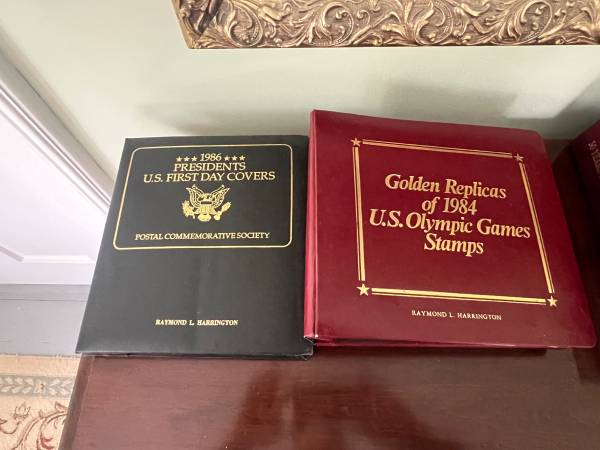 ★★★ 1986 ★★★
PRESIDENTS
U.S. FIRST DAY COVERS
POSTAL COMMEMORATIVE SOCIETY
RAYMOND L. HARRINGTON
Golden Replicas
of 1984
U.S. Olympic Games
Stamps
RAYMOND L. HARRINGTON